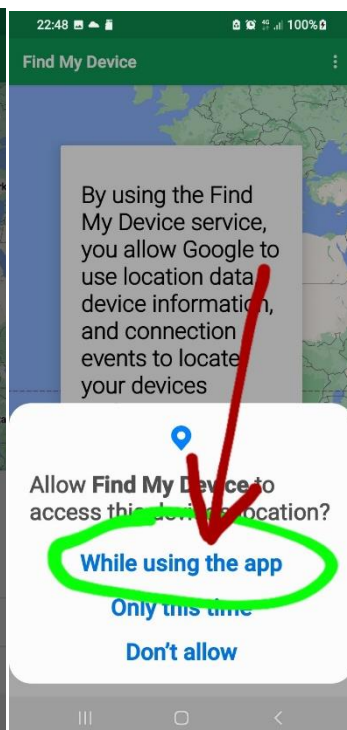 22:48
100%
Find My Device
By using the Find
My Device service,
you allow Google to
use location data,
device information,
and connection
events to locate
your devices
Allow Find My Device to
access this device's location?
While using the app
Only this time
Don't allow